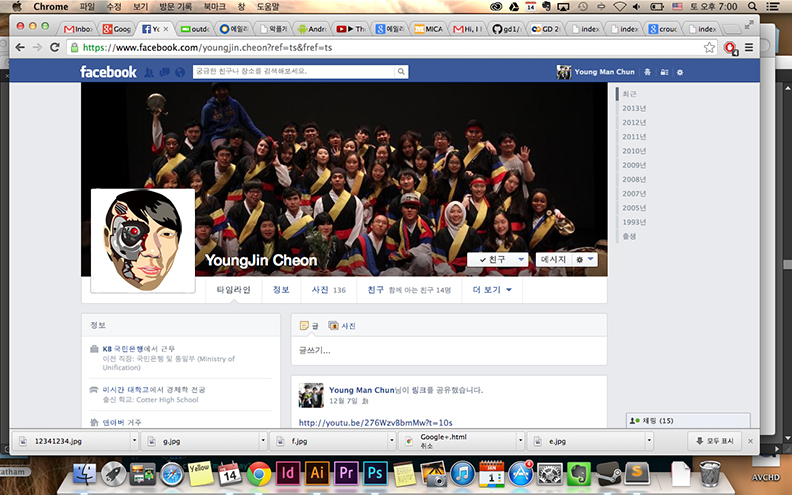 Chrome 파일 수정 보기 방문 기록 북마크 창 도움말
토 오후 7:00
Inbo
Goog
Yo
outdo
에일리
악플기
Th
And
에일리
MICA
Hi, I
gd1/
GD 2
index
crou
index
index
https://www.facebook.com/youngjin.cheon?ref=ts&fref=ts
4
facebook
궁금한 친구나 장소를 검색해보세요.
Young Man Chun 홈
최근
2013년
2012년
2011년
2010년
2009년
2008년
2007년
2005년
1993년
출생
YoungJin Cheon
✓ 친구
메시지
타임라인
정보
사진 136
친구 함께 아는 친구 14명
더 보기
정보
KB 국민은행에서 근무
이전 직장: 국민은행 및 통일부 (Ministry of
Unification)
미시간 대학교에서 경제학 전공
출신 학교: Cotter High School
앤아버 거주
글
사진
글쓰기...
Young Man Chun님이 링크를 공유했습니다.
12월 7일
http://youtu.be/276WzvBbmMw?t=10s
채팅 (15)
12341234.jpg
g.jpg
f.jpg
Google+.html
취소
e.jpg
모두 표시
tatham
Yellow
14
Id
Ai
Pr
Ps
1
S
AVCHD